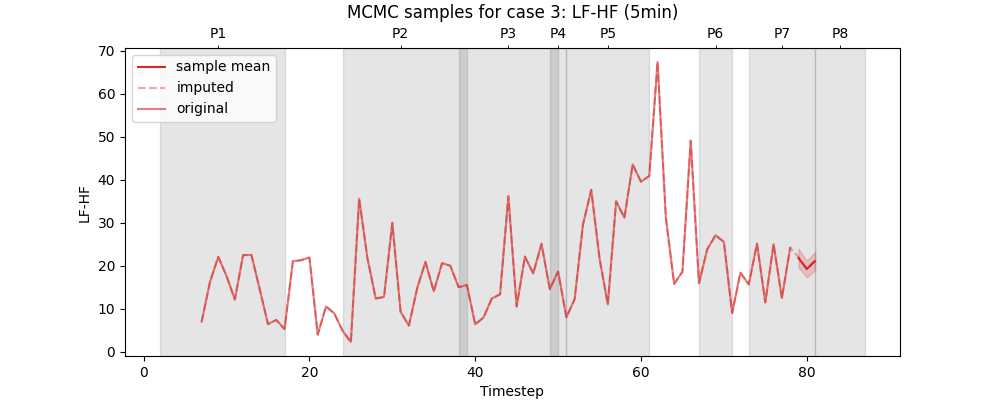 MCMC samples for case 3: LF-HF (5min)
P1 P2 P3 P4 P5 P6 P7 P8
sample mean
imputed
original
LF-HF
70
60
50
40
30
20
10
0
0 20 40 60 80
Timestep